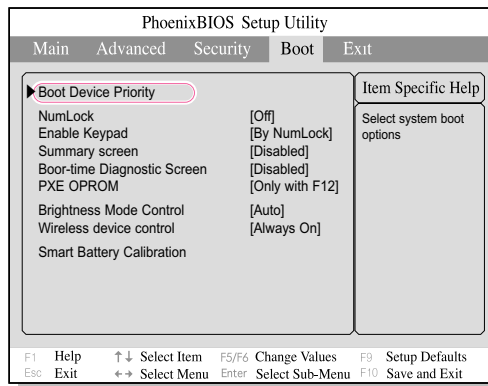 PhoenixBIOS Setup Utility
Main Advanced Security Boot Exit
Boot Device Priority
NumLock [Off]
Enable Keypad [By NumLock]
Summary screen [Disabled]
Boor-time Diagnostic Screen [Disabled]
PXE OPROM [Only with F12]
Brightness Mode Control [Auto]
Wireless device control [Always On]
Smart Battery Calibration
Item Specific Help
Select system boot
options
F1 Help ↑↓ Select Item F5/F6 Change Values F9 Setup Defaults
Esc Exit ←→ Select Menu Enter Select Sub-Menu F10 Save and Exit